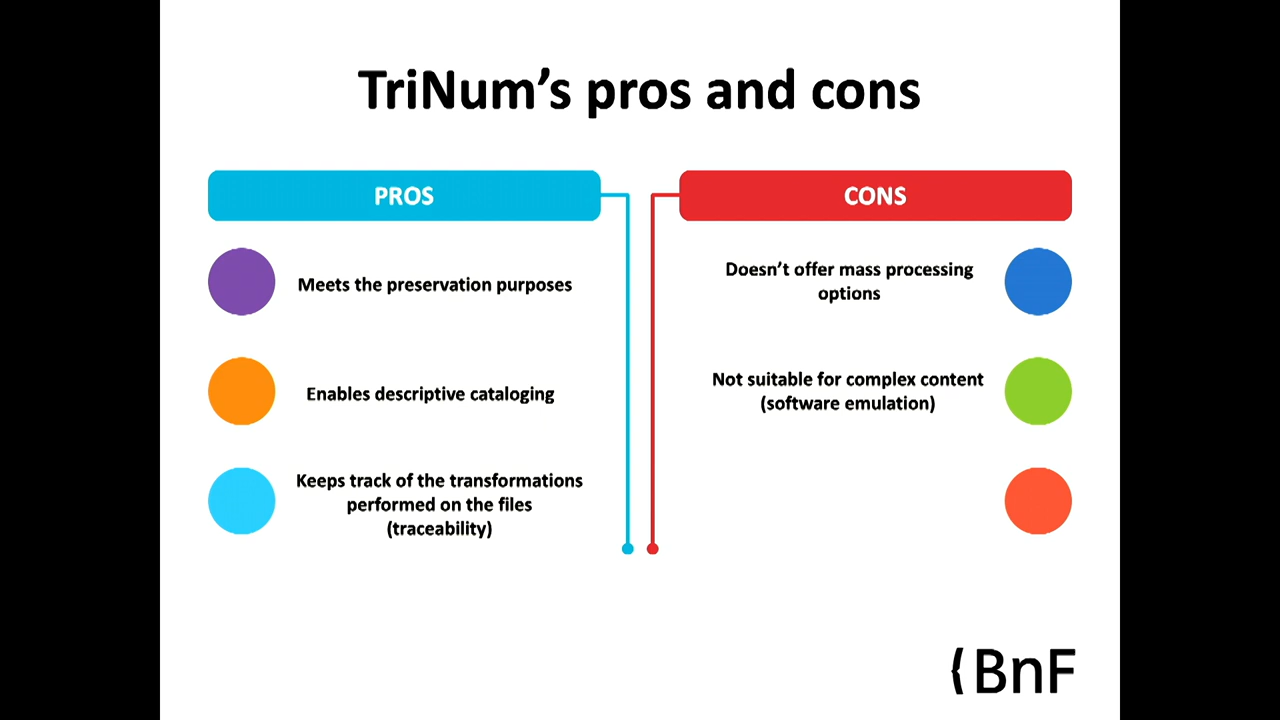 TriNum’s pros and cons
PROS
Meets the preservation purposes
Enables descriptive cataloging
Keeps track of the transformations
performed on the files
(traceability)
CONS
Doesn’t offer mass processing
options
Not suitable for complex content
(software emulation)
{BnF